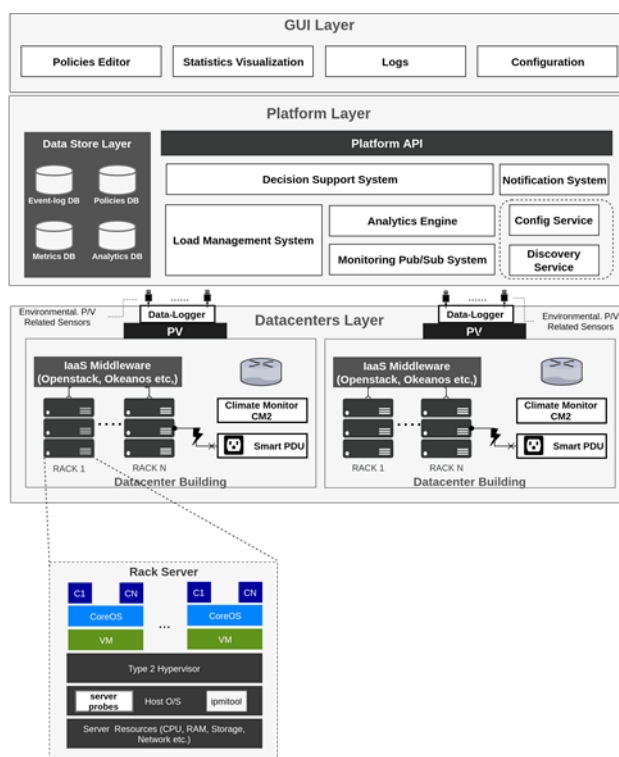 GUI Layer
Policies Editor
Statistics Visualization
Logs
Configuration
Platform Layer
Data Store Layer
Event-log DB
Policies DB
Metrics DB
Analytics DB
Platform API
Decision Support System
Notification System
Load Management System
Analytics Engine
Monitoring Pub/Sub System
Config Service
Discovery
Service
Environmental. P/V
Related Sensors
......
Data-Logger
PV
Datacenters Layer
......
Data-Logger
PV
Environmental. P/V
Related Sensors
IaaS Middleware
(Openstack, Okeanos etc,)
Climate Monitor
CM2
Smart PDU
RACK 1
RACK N
Datacenter Building
IaaS Middleware
(Openstack, Okeanos etc,)
Climate Monitor
CM2
Smart PDU
RACK 1
RACK N
Datacenter Building
Rack Server
C1
CN
C1
CN
CoreOS
CoreOS
...
VM
VM
Type 2 Hypervisor
server
probes
Host O/S
ipmitool
Server Resources (CPU, RAM, Storage,
Network etc.)